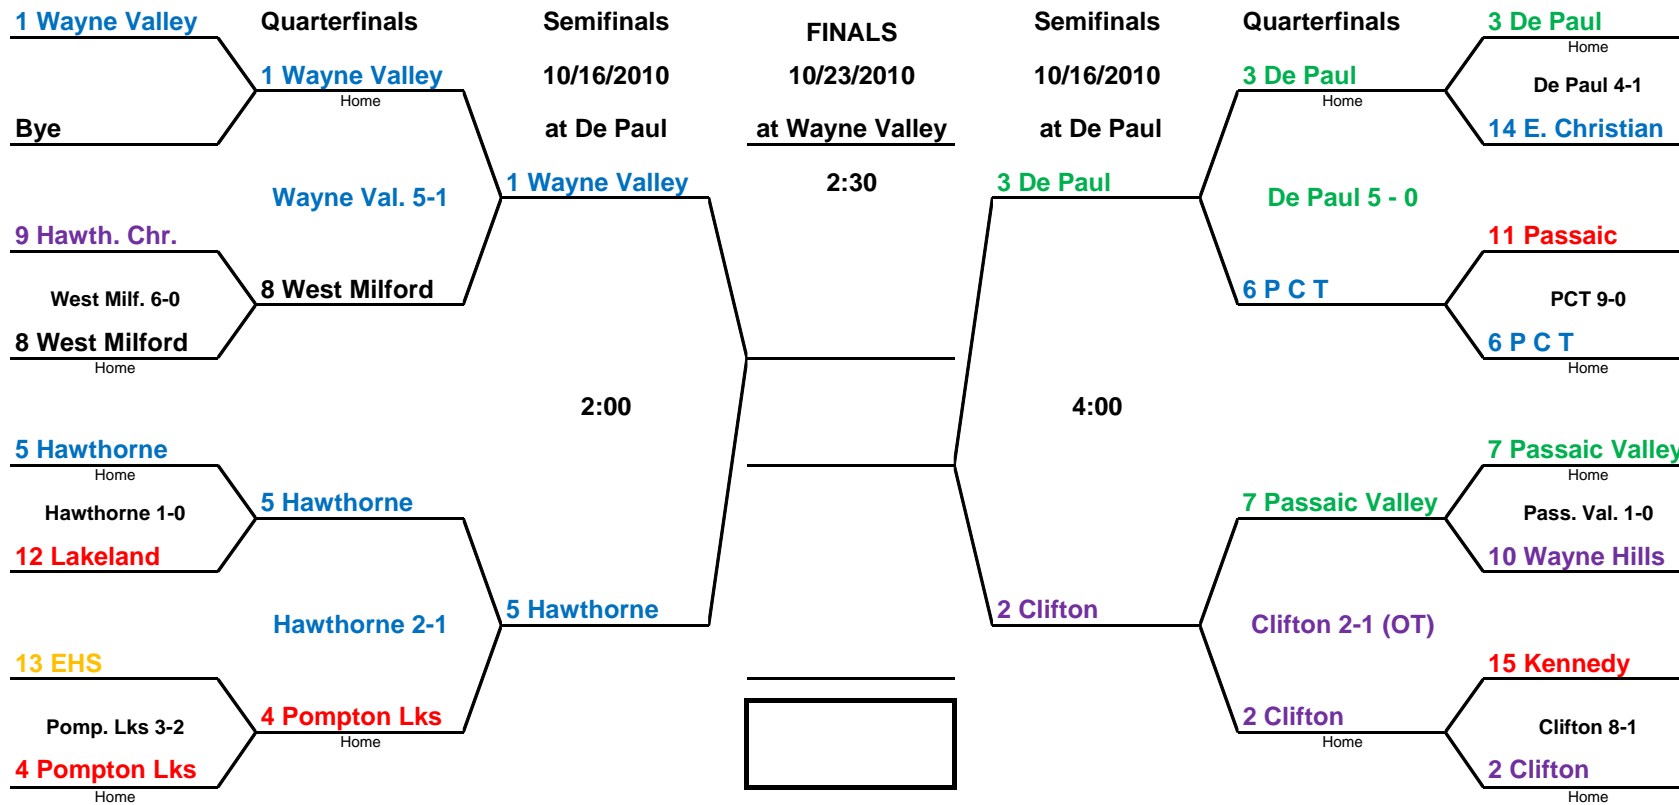 1 Wayne Valley Quarterfinals Semifinals FINALS Semifinals Quarterfinals 3 De Paul
Home
1 Wayne Valley 10/16/2010 10/23/2010 10/16/2010 3 De Paul De Paul 4-1
Home Home
Bye at De Paul at Wayne Valley at De Paul 14 E. Christian
Wayne Val. 5-1 1 Wayne Valley 2:30 3 De Paul De Paul 5 - 0
9 Hawth. Chr. 11 Passaic
West Milf. 6-0 8 West Milford 6 P C T PCT 9-0
8 West Milford 6 P C T
Home Home
2:00 4:00
5 Hawthorne 7 Passaic Valley
Home Home
Hawthorne 1-0 5 Hawthorne 7 Passaic Valley Pass. Val. 1-0
12 Lakeland 10 Wayne Hills
Hawthorne 2-1 5 Hawthorne 2 Clifton Clifton 2-1 (OT)
13 EHS 15 Kennedy
Pomp. Lks 3-2 4 Pompton Lks 2 Clifton Clifton 8-1
Home Home
4 Pompton Lks 2 Clifton
Home Home